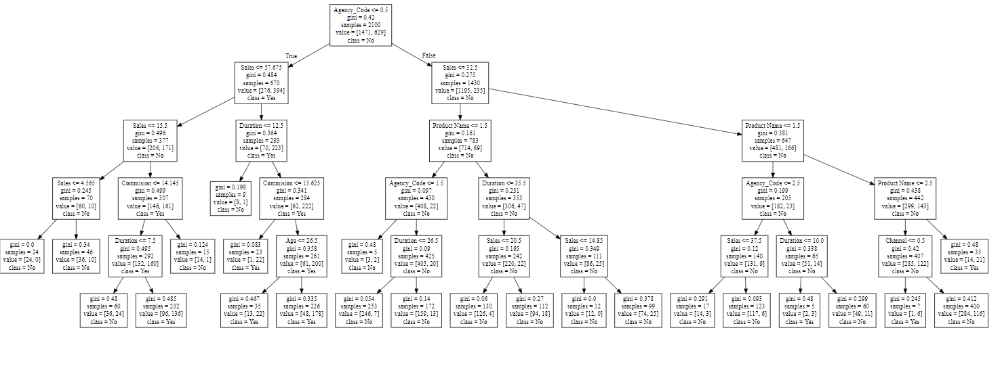 Agency_Code <= 0.5
gini = 0.42
samples = 2100
value = [1471, 629]
class = No
True
False
Sales <= 57.675
gini = 0.484
samples = 670
value = [276, 394]
class = Yes
Sales <= 32.5
gini = 0.275
samples = 1430
value = [1195, 235]
class = No
Sales <= 15.5
gini = 0.496
samples = 377
value = [206, 171]
class = No
Duration <= 12.5
gini = 0.364
samples = 293
value = [70, 223]
class = Yes
Product Name <= 1.5
gini = 0.161
samples = 783
value = [714, 69]
class = No
Product Name <= 1.5
gini = 0.381
samples = 647
value = [481, 166]
class = No
Sales <= 4.565
gini = 0.245
samples = 70
value = [60, 10]
class = No
Commision <= 14.145
gini = 0.499
samples = 307
value = [146, 161]
class = Yes
gini = 0.198
samples = 9
value = [8, 1]
class = No
Commision <= 15.625
gini = 0.341
samples = 284
value = [62, 222]
class = Yes
Agency_Code <= 1.5
gini = 0.097
samples = 430
value = [408, 22]
class = No
Duration <= 35.5
gini = 0.231
samples = 353
value = [306, 47]
class = No
Agency_Code <= 2.5
gini = 0.199
samples = 205
value = [182, 23]
class = No
Product Name <= 2.5
gini = 0.438
samples = 442
value = [299, 143]
class = No
gini = 0.0
samples = 24
value = [24, 0]
class = No
gini = 0.34
samples = 46
value = [36, 10]
class = No
Duration <= 7.5
gini = 0.495
samples = 292
value = [132, 160]
class = Yes
gini = 0.124
samples = 15
value = [14, 1]
class = No
gini = 0.083
samples = 23
value = [1, 22]
class = Yes
Age <= 26.5
gini = 0.358
samples = 261
value = [61, 200]
class = Yes
gini = 0.48
samples = 5
value = [3, 2]
class = No
Duration <= 26.5
gini = 0.09
samples = 425
value = [405, 20]
class = No
Sales <= 20.5
gini = 0.165
samples = 242
value = [220, 22]
class = No
Sales <= 14.85
gini = 0.349
samples = 111
value = [86, 25]
class = No
Sales <= 37.5
gini = 0.12
samples = 140
value = [131, 9]
class = No
Duration <= 10.0
gini = 0.338
samples = 65
value = [51, 14]
class = No
Channel <= 0.5
gini = 0.42
samples = 407
value = [285, 122]
class = No
gini = 0.48
samples = 35
value = [14, 21]
class = Yes
gini = 0.48
samples = 60
value = [36, 24]
class = No
gini = 0.485
samples = 232
value = [96, 136]
class = Yes
gini = 0.467
samples = 35
value = [13, 22]
class = Yes
gini = 0.335
samples = 226
value = [48, 178]
class = Yes
gini = 0.054
samples = 253
value = [246, 7]
class = No
gini = 0.14
samples = 172
value = [159, 13]
class = No
gini = 0.06
samples = 130
value = [126, 4]
class = No
gini = 0.27
samples = 112
value = [94, 18]
class = No
gini = 0.0
samples = 12
value = [12, 0]
class = No
gini = 0.378
samples = 99
value = [74, 25]
class = No
gini = 0.291
samples = 17
value = [14, 3]
class = No
gini = 0.093
samples = 123
value = [117, 6]
class = No
gini = 0.48
samples = 5
value = [2, 3]
class = Yes
gini = 0.299
samples = 60
value = [49, 11]
class = No
gini = 0.245
samples = 7
value = [1, 6]
class = Yes
gini = 0.412
samples = 400
value = [284, 116]
class = No